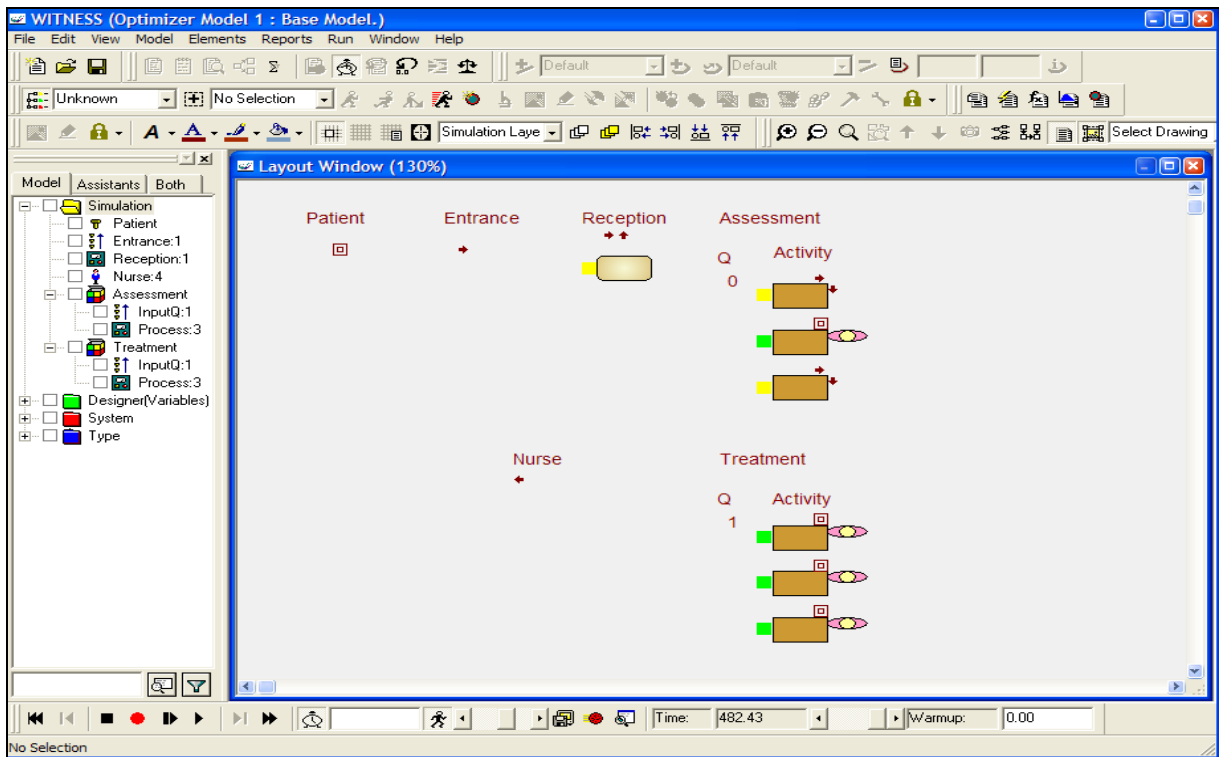 WITNESS (Optimizer Model 1 : Base Model.)
File Edit View Model Elements Reports Run Window Help
Default Default
Unknown No Selection
Simulation Laye Select Drawing
Model Assistants Both
Simulation
Patient
Entrance:1
Reception:1
Nurse:4
Assessment
InputQ:1
Process:3
Treatment
InputQ:1
Process:3
Designer(Variables)
System
Type
Layout Window (130%)
Patient Entrance Reception Assessment
Q Activity
0
Nurse Treatment
Q Activity
1
Time: 482.43 Warmup: 0.00
No Selection